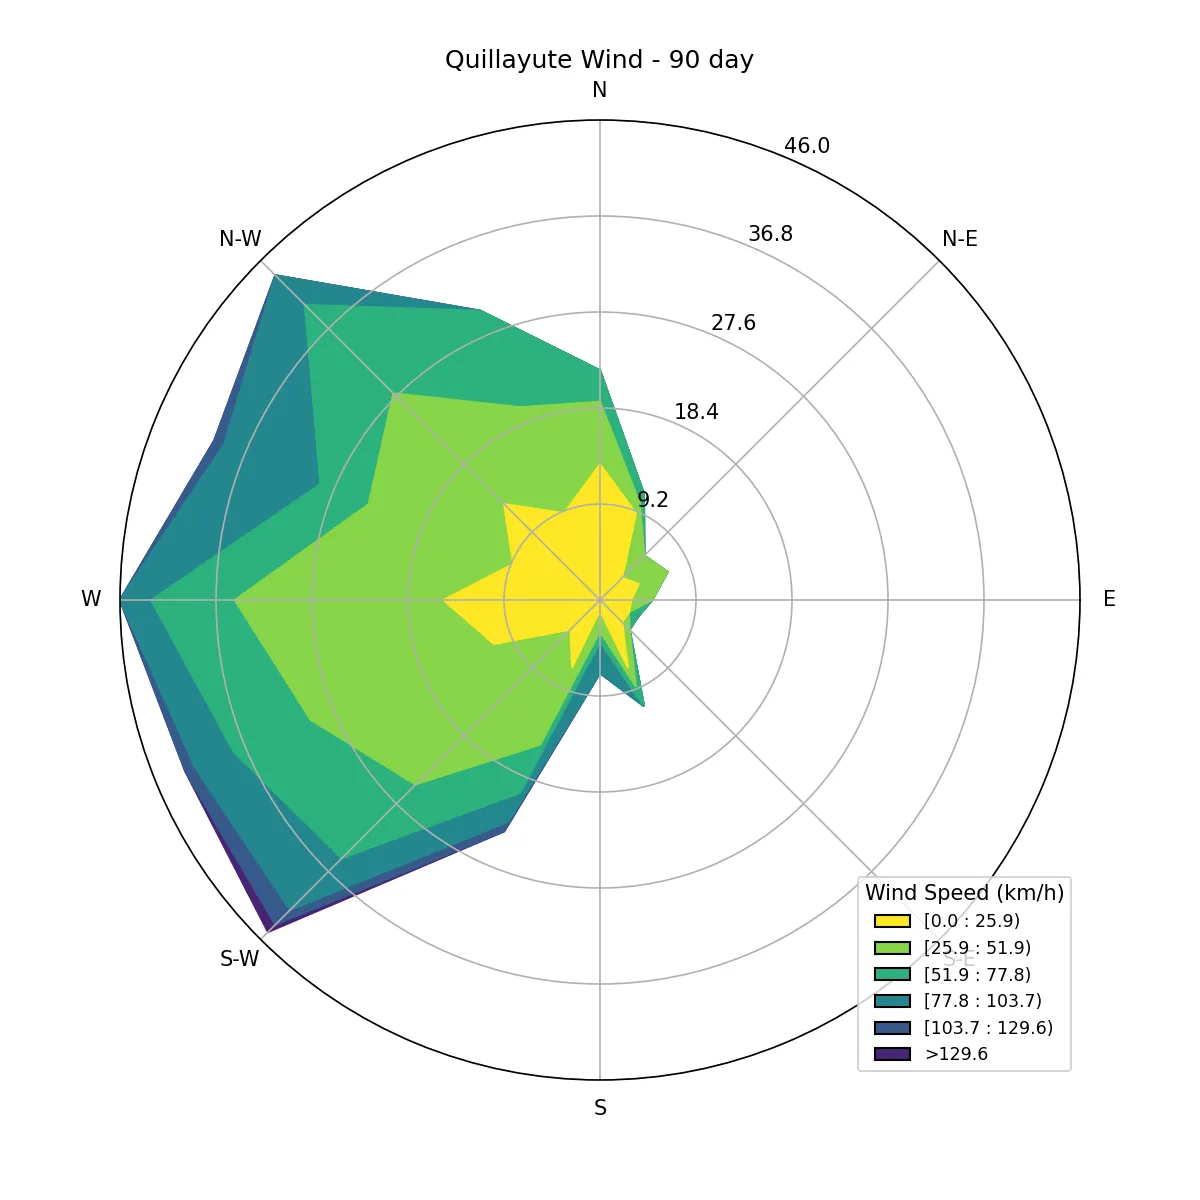 Quillayute Wind - 90 day
N
46.0
36.8
N-W
N-E
27.6
18.4
9.2
W
E
Wind Speed (km/h)
[0.0 : 25.9)
[25.9 : 51.9)
S-W
S-E
[51.9 : 77.8)
[77.8 : 103.7)
[103.7 : 129.6)
>129.6
S